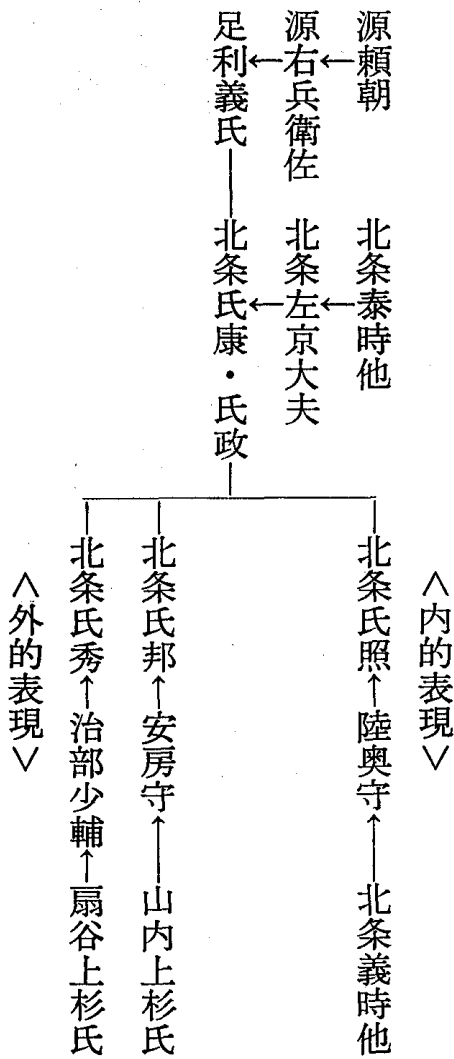 ＜内的表現＞
源頼朝
北条泰時他
北条氏照←陸奥守←北条義時他
源右兵衛佐
北条左京大夫
足利義氏―北条氏康・氏政
北条氏邦←安房守←山内上杉氏
北条氏秀←治部少輔←扇谷上杉氏
＜外的表現＞